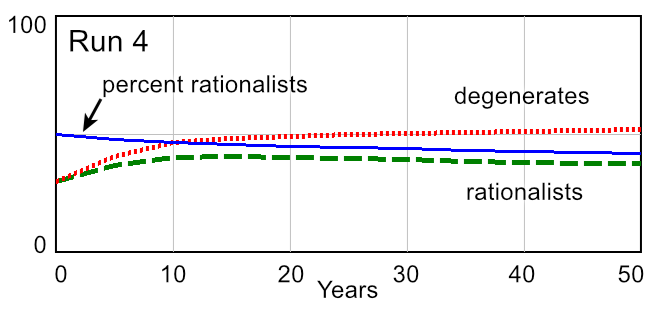 100
Run 4
percent rationalists
degenerates
rationalists
0
0 10 20 30 40 50
Years